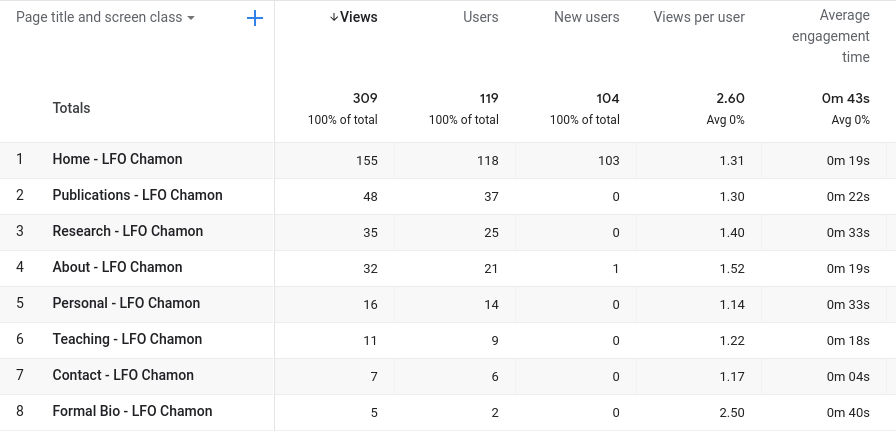 Page title and screen class ↓Views Users New users Views per user Average engagement time
Totals 309 119 104 2.60 0m 43s
100% of total 100% of total 100% of total Avg 0% Avg 0%
1 Home - LFO Chamon 155 118 103 1.31 0m 19s
2 Publications - LFO Chamon 48 37 0 1.30 0m 22s
3 Research - LFO Chamon 35 25 0 1.40 0m 33s
4 About - LFO Chamon 32 21 1 1.52 0m 19s
5 Personal - LFO Chamon 16 14 0 1.14 0m 33s
6 Teaching - LFO Chamon 11 9 0 1.22 0m 18s
7 Contact - LFO Chamon 7 6 0 1.17 0m 04s
8 Formal Bio - LFO Chamon 5 2 0 2.50 0m 40s